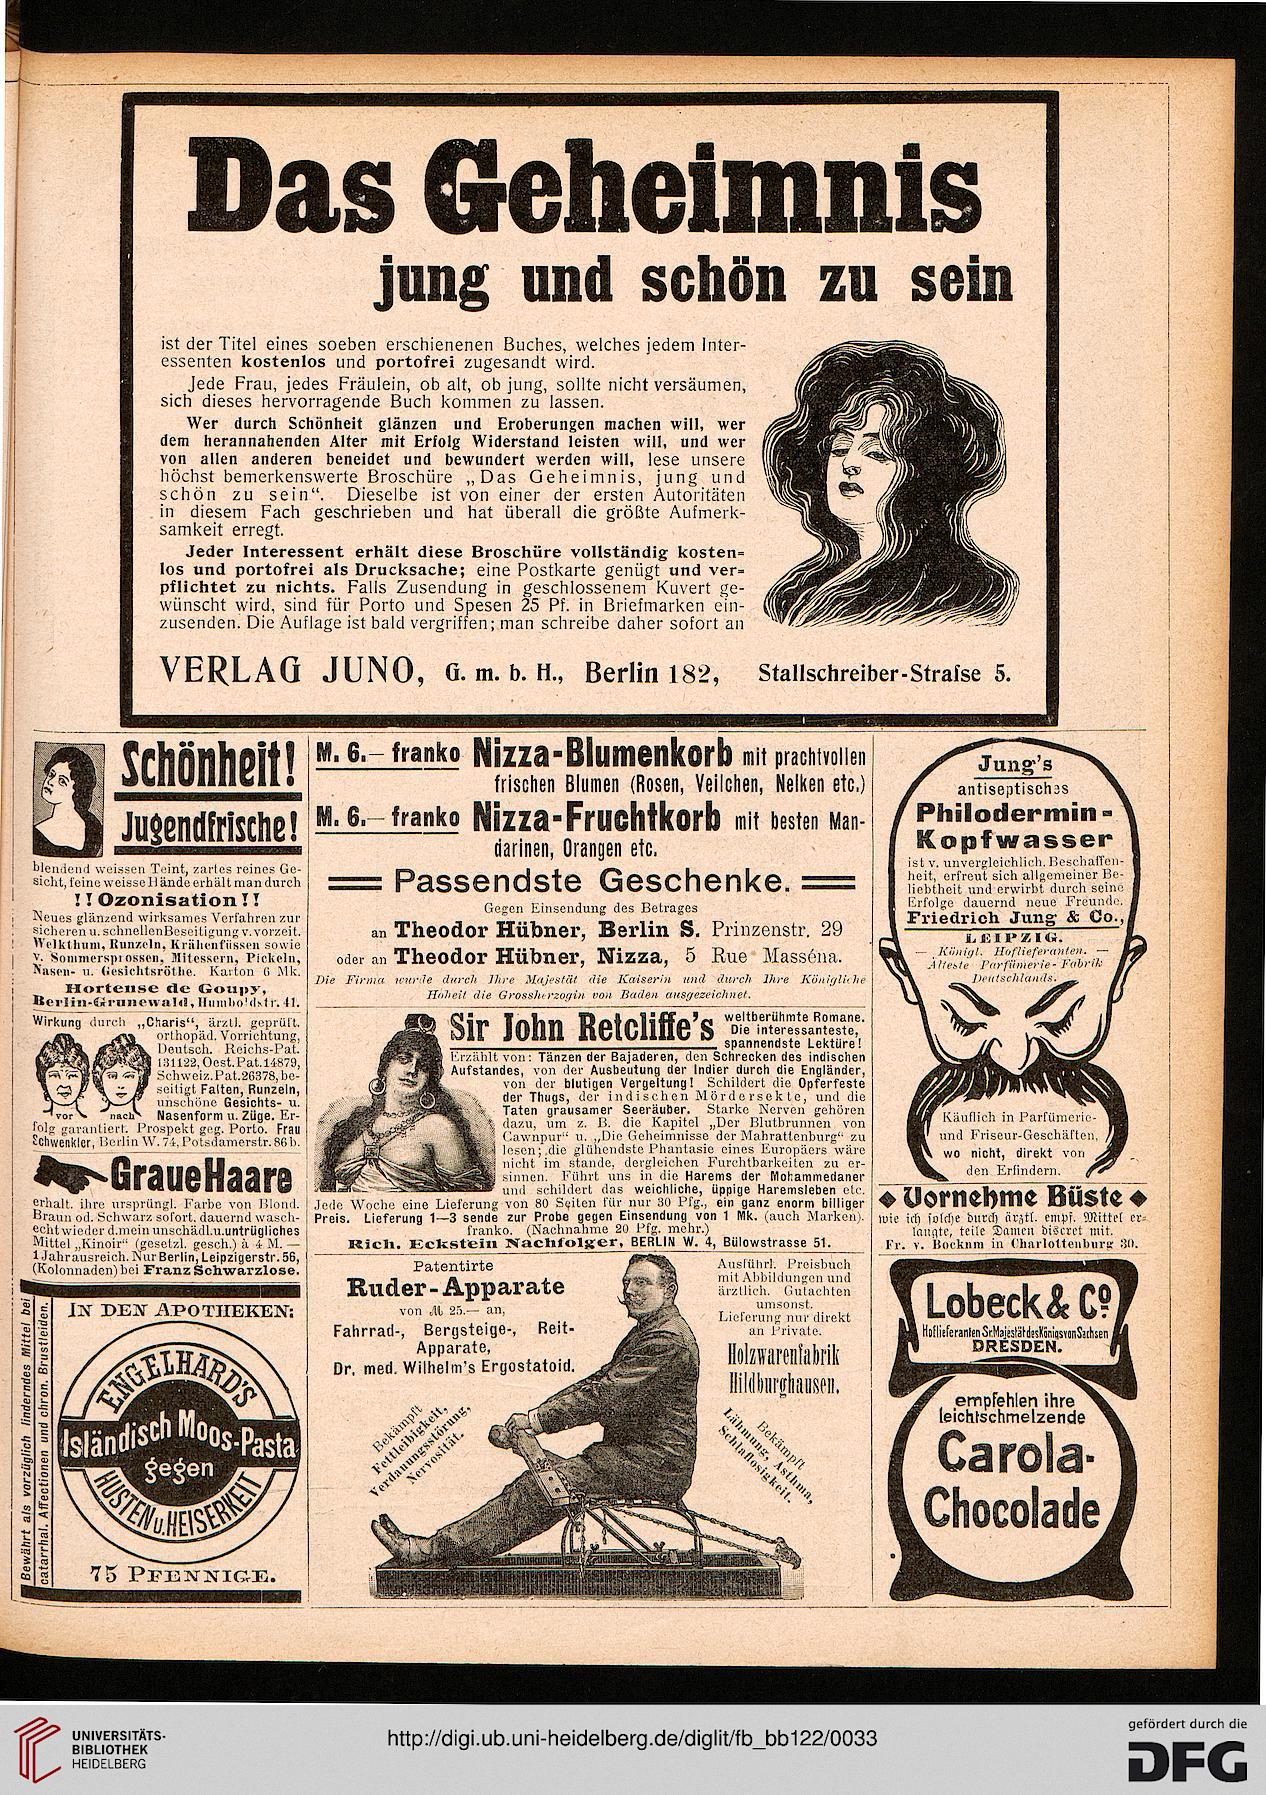 Das Geheimnis
jung und schön zu sein
ist der Titel eines soeben erschienenen Buches, welches jedem Inter-
essenten kostenlos und portofrei zugesandt wird.
Jede Frau, jedes Fräulein, ob alt, ob jung, sollte nicht versäumen,
sich dieses hervorragende Buch kommen zu lassen.
Wer durch Schönheit glänzen und Eroberungen machen will, wer
dem herannahenden Alter mit Erfolg Widerstand leisten will, und wer
von allen anderen beneidet und bewundert werden will, lese unsere
höchst bemerkenswerte Broschüre „Das Geheimnis, jung und
schön zu sein“. Dieselbe ist von einer der ersten Autoritäten
in diesem Fach geschrieben und hat überall die größte Aufmerk-
samkeit erregt.
Jeder Interessent erhält diese Broschüre vollständig kosten=
los und portofrei als Drucksache; eine Postkarte genügt und ver=
pflichtet zu nichts. Falls Zusendung in geschlossenem Kuvert ge-
wünscht wird, sind für Porto und Spesen 25 Pf. in Briefmarken ein-
zusenden. Die Auflage ist bald vergriffen; man schreibe daher sofort an
VERLAG JUNO, G. m. b. H., Berlin 182, Stallschreiber-Strafse 5.
Schönheit!
Jugendfrische!
blendend weissen Teint, zartes reines Ge-
sicht, feine weisse Hände erhält man durch
!! Ozonisation !!
Neues glänzend wirksames Verfahren zur
sicheren u. schnellen Beseitigung v. vorzeit.
Welkthum, Runzeln, Krähenfüssen sowie
v. Sommersprossen, Mitessern, Pickeln,
Nasen- u. Gesichtsröthe. Karton 6 Mk.
Hortense de Goupy,
Berlin-Grunewald, Humboldstr. 41.
Wirkung durch „Charis“, ärztl. geprüft.
orthopäd. Vorrichtung,
Deutsch. Reichs-Pat.
131122, Oest. Pat. 14879,
Schweiz. Pat. 26378, be-
seitigt Falten, Runzeln,
unschöne Gesichts- u.
vor nach Nasenform u. Züge. Er-
folg garantiert. Prospekt geg. Porto. Frau
Schwenkler, Berlin W. 74, Potsdamerstr. 86 b.
Graue Haare
erhalt. ihre ursprüngl. Farbe von Blond.
Braun od. Schwarz sofort, dauernd wasch-
echt wieder d. mein unschädl. u. untrügliches
Mittel „Kinoir“ (gesetzl. gesch.) à 4 M. —
1 Jahr ausreich. Nur Berlin, Leipzigerstr. 56,
(Kolonnaden) bei Franz Schwarzlose.
Bewährt als vorzüglich linderndes Mittel bei
catarrhal. Affectionen und chron. Brustleiden.
IN DEN APOTHEKEN:
ENGELHARD'S
Isländisch Moos-Pasta
gegen
HUSTEN u. HEISERKEIT
75 PFENNIGE.
M. 6.— franko Nizza-Blumenkorb mit prachtvollen
frischen Blumen (Rosen, Veilchen, Nelken etc.)
M. 6.— franko Nizza-Fruchtkorb mit besten Man-
darinen, Orangen etc.
Passendste Geschenke.
Gegen Einsendung des Betrages
an Theodor Hübner, Berlin S. Prinzenstr. 29
oder an Theodor Hübner, Nizza, 5 Rue Masséna.
Die Firma wurde durch Ihre Majestät die Kaiserin und durch Ihre Königliche
Hoheit die Grossherzogin von Baden ausgezeichnet.
Sir John Retcliffe's weltberühmte Romane.
Die interessanteste,
spannendste Lektüre!
Erzählt von: Tänzen der Bajaderen, den Schrecken des indischen
Aufstandes, von der Ausbeutung der Indier durch die Engländer,
von der blutigen Vergeltung! Schildert die Opferfeste
der Thugs, der indischen Mördersekte, und die
Taten grausamer Seeräuber. Starke Nerven gehören
dazu, um z. B. die Kapitel „Der Blutbrunnen von
Cawnpur“ u. „Die Geheimnisse der Mahrattenburg“ zu
lesen; die glühendste Phantasie eines Europäers wäre
nicht im stande, dergleichen Furchtbarkeiten zu er-
sinnen. Führt uns in die Harems der Mohammedaner
und schildert das weichliche, üppige Haremsleben etc.
Jede Woche eine Lieferung von 80 Seiten für nur 30 Pfg., ein ganz enorm billiger
Preis. Lieferung 1—3 sende zur Probe gegen Einsendung von 1 Mk. (auch Marken).
franko. (Nachnahme 20 Pfg. mehr.)
Rich. Eckstein Nachfolger, BERLIN W. 4, Bülowstrasse 51.
Patentirte
Ruder-Apparate
von M 25.— an,
Fahrrad-, Bergsteige-, Reit-
Apparate,
Dr. med. Wilhelm's Ergostatoid.
Bekämpft
Fettleibigkeit,
Verdauungsstörung,
Nervosität.
Ausführl. Preisbuch
mit Abbildungen und
ärztlich. Gutachten
umsonst.
Lieferung nur direkt
an Private.
Holzwarenfabrik
Hildburghausen.
Bekämpft
Lähmung, Asthma,
Schlaflosigkeit.
Jung's
antiseptisches
Philodermin-
Kopfwasser
ist v. unvergleichlich. Beschaffen-
heit, erfreut sich allgemeiner Be-
liebtheit und erwirbt durch seine
Erfolge dauernd neue Freunde.
Friedrich Jung & Co.,
LEIPZIG.
— Königl. Hoflieferanten. —
Älteste Parfümerie-Fabrik
Deutschlands.
Käuflich in Parfümerie-
und Friseur-Geschäften,
wo nicht, direkt von
den Erfindern.
Vornehme Büste
wie ich solche durch ärztl. empf. Mittel er=
langte, teile Damen discret mit.
Fr. v. Bocknm in Charlottenburg 30.
Lobeck & Co.
Hoflieferanten Sr. Majestät des Königs von Sachsen
DRESDEN.
empfehlen ihre
leichtschmelzende
Carola-
Chocolade
UNIVERSITÄTS-
BIBLIOTHEK
HEIDELBERG
http://digi.ub.uni-heidelberg.de/diglit/fb_bb122/0033
gefördert durch die
DFG